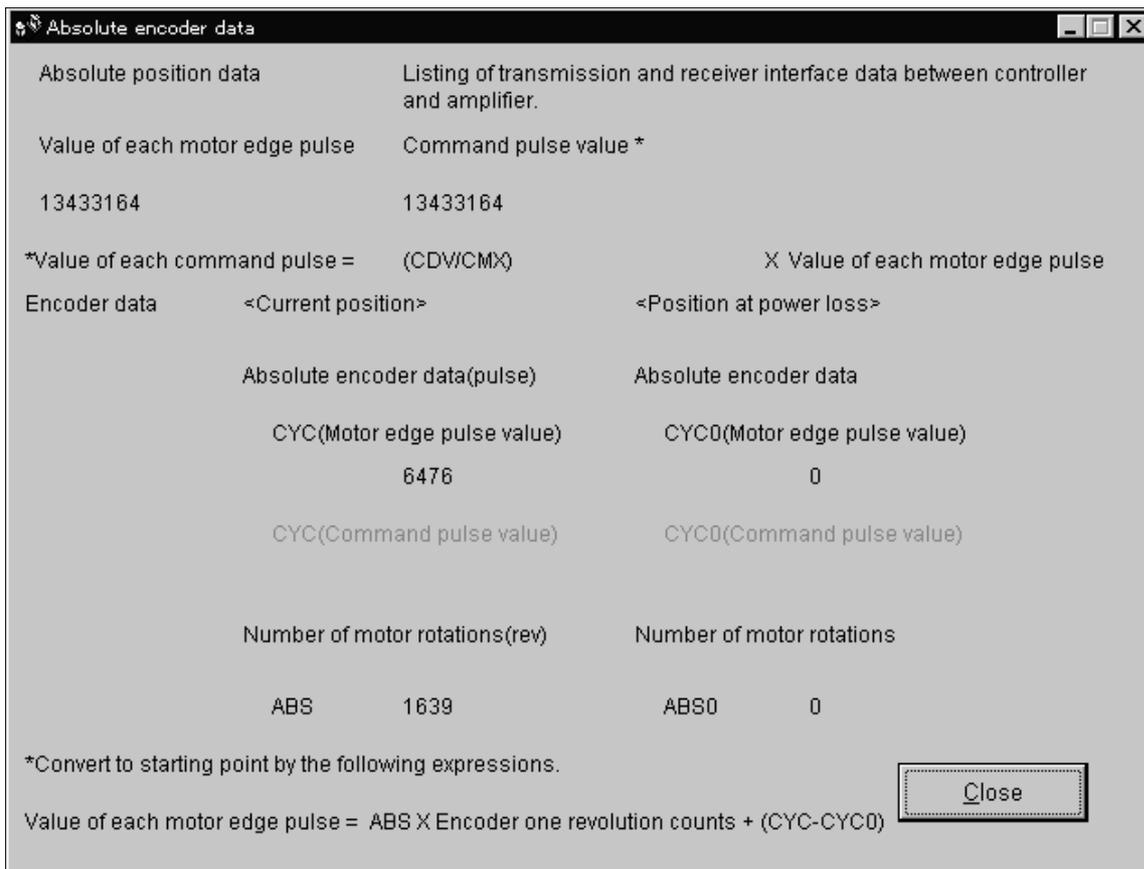 Absolute encoder data
Absolute position data Listing of transmission and receiver interface data between controller
and amplifier.
Value of each motor edge pulse Command pulse value *
13433164 13433164
*Value of each command pulse = (CDV/CMX) X Value of each motor edge pulse
Encoder data <Current position> <Position at power loss>
Absolute encoder data(pulse) Absolute encoder data
CYC(Motor edge pulse value) CYC0(Motor edge pulse value)
6476 0
CYC(Command pulse value) CYC0(Command pulse value)
Number of motor rotations(rev) Number of motor rotations
ABS 1639 ABS0 0
*Convert to starting point by the following expressions.
Close
Value of each motor edge pulse = ABS X Encoder one revolution counts + (CYC-CYC0)